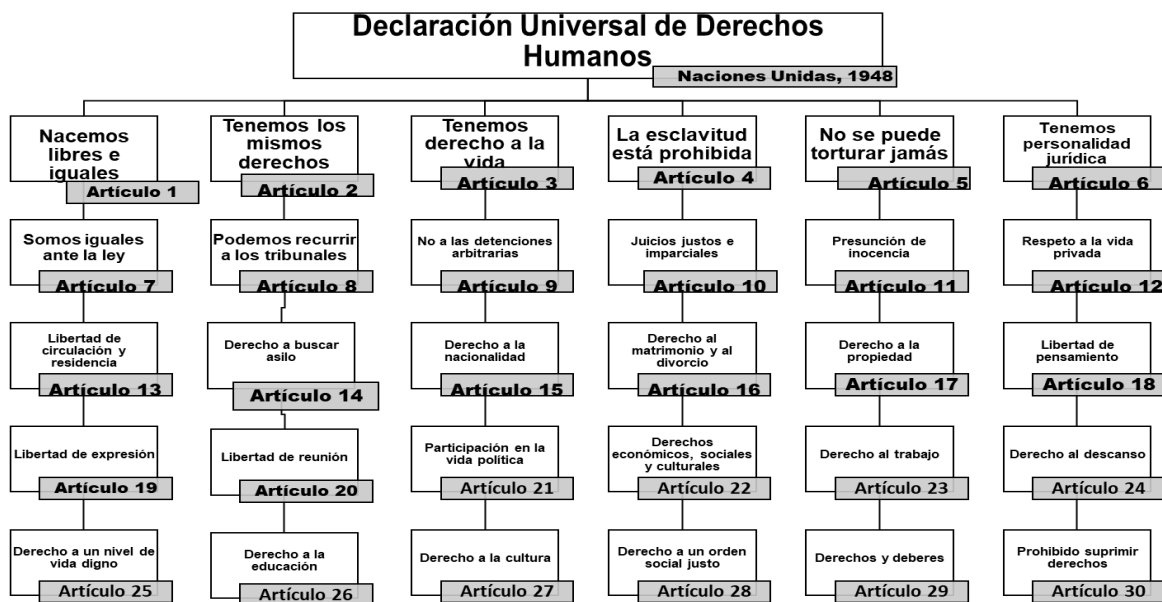 Declaración Universal de Derechos
Humanos
Naciones Unidas, 1948
Nacemos
libres e
iguales
Artículo 1
Tenemos los
mismos
derechos
Artículo 2
Tenemos
derecho a la
vida
Artículo 3
La esclavitud
está prohibida
Artículo 4
No se puede
torturar jamás
Artículo 5
Tenemos
personalidad
jurídica
Artículo 6
Somos iguales
ante la ley
Artículo 7
Podemos recurrir
a los tribunales
Artículo 8
No a las detenciones
arbitrarias
Artículo 9
Juicios justos e
imparciales
Artículo 10
Presunción de
inocencia
Artículo 11
Respeto a la vida
privada
Artículo 12
Libertad de
circulación y
residencia
Artículo 13
Derecho a buscar
asilo
Artículo 14
Derecho a la
nacionalidad
Artículo 15
Derecho al
matrimonio y al
divorcio
Artículo 16
Derecho a la
propiedad
Artículo 17
Libertad de
pensamiento
Artículo 18
Libertad de expresión
Artículo 19
Libertad de reunión
Artículo 20
Participación en la
vida política
Artículo 21
Derechos
económicos, sociales
y culturales
Artículo 22
Derecho al trabajo
Artículo 23
Derecho al descanso
Artículo 24
Derecho a un nivel de
vida digno
Artículo 25
Derecho a la
educación
Artículo 26
Derecho a la cultura
Artículo 27
Derecho a un orden
social justo
Artículo 28
Derechos y deberes
Artículo 29
Prohibido suprimir
derechos
Artículo 30